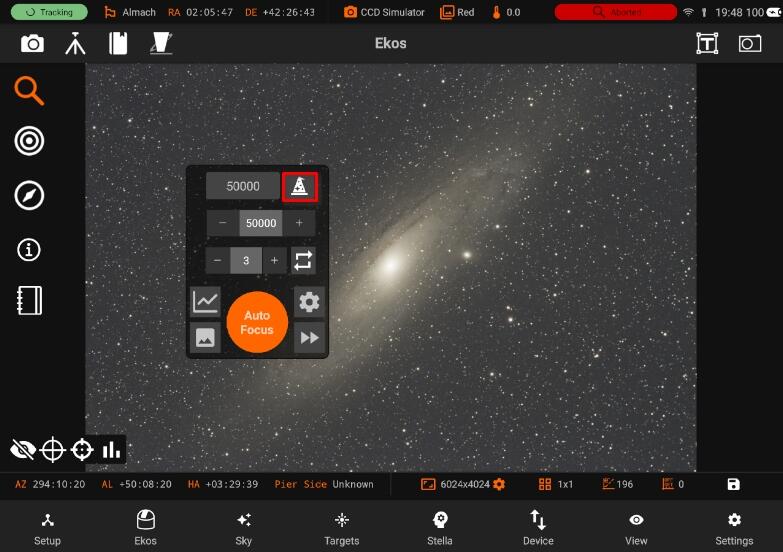 Tracking Almach RA 02:05:47 DE +42:26:43 CCD Simulator Red 0.0 Aborted 19:48 100
Ekos
T
50000
− 50000 +
− 3 +
Auto
Focus
AZ 294:10:20 AL +50:08:20 HA +03:29:39 Pier Side Unknown 6024x4024 1x1 196 0
Setup Ekos Sky Targets Stella Device View Settings